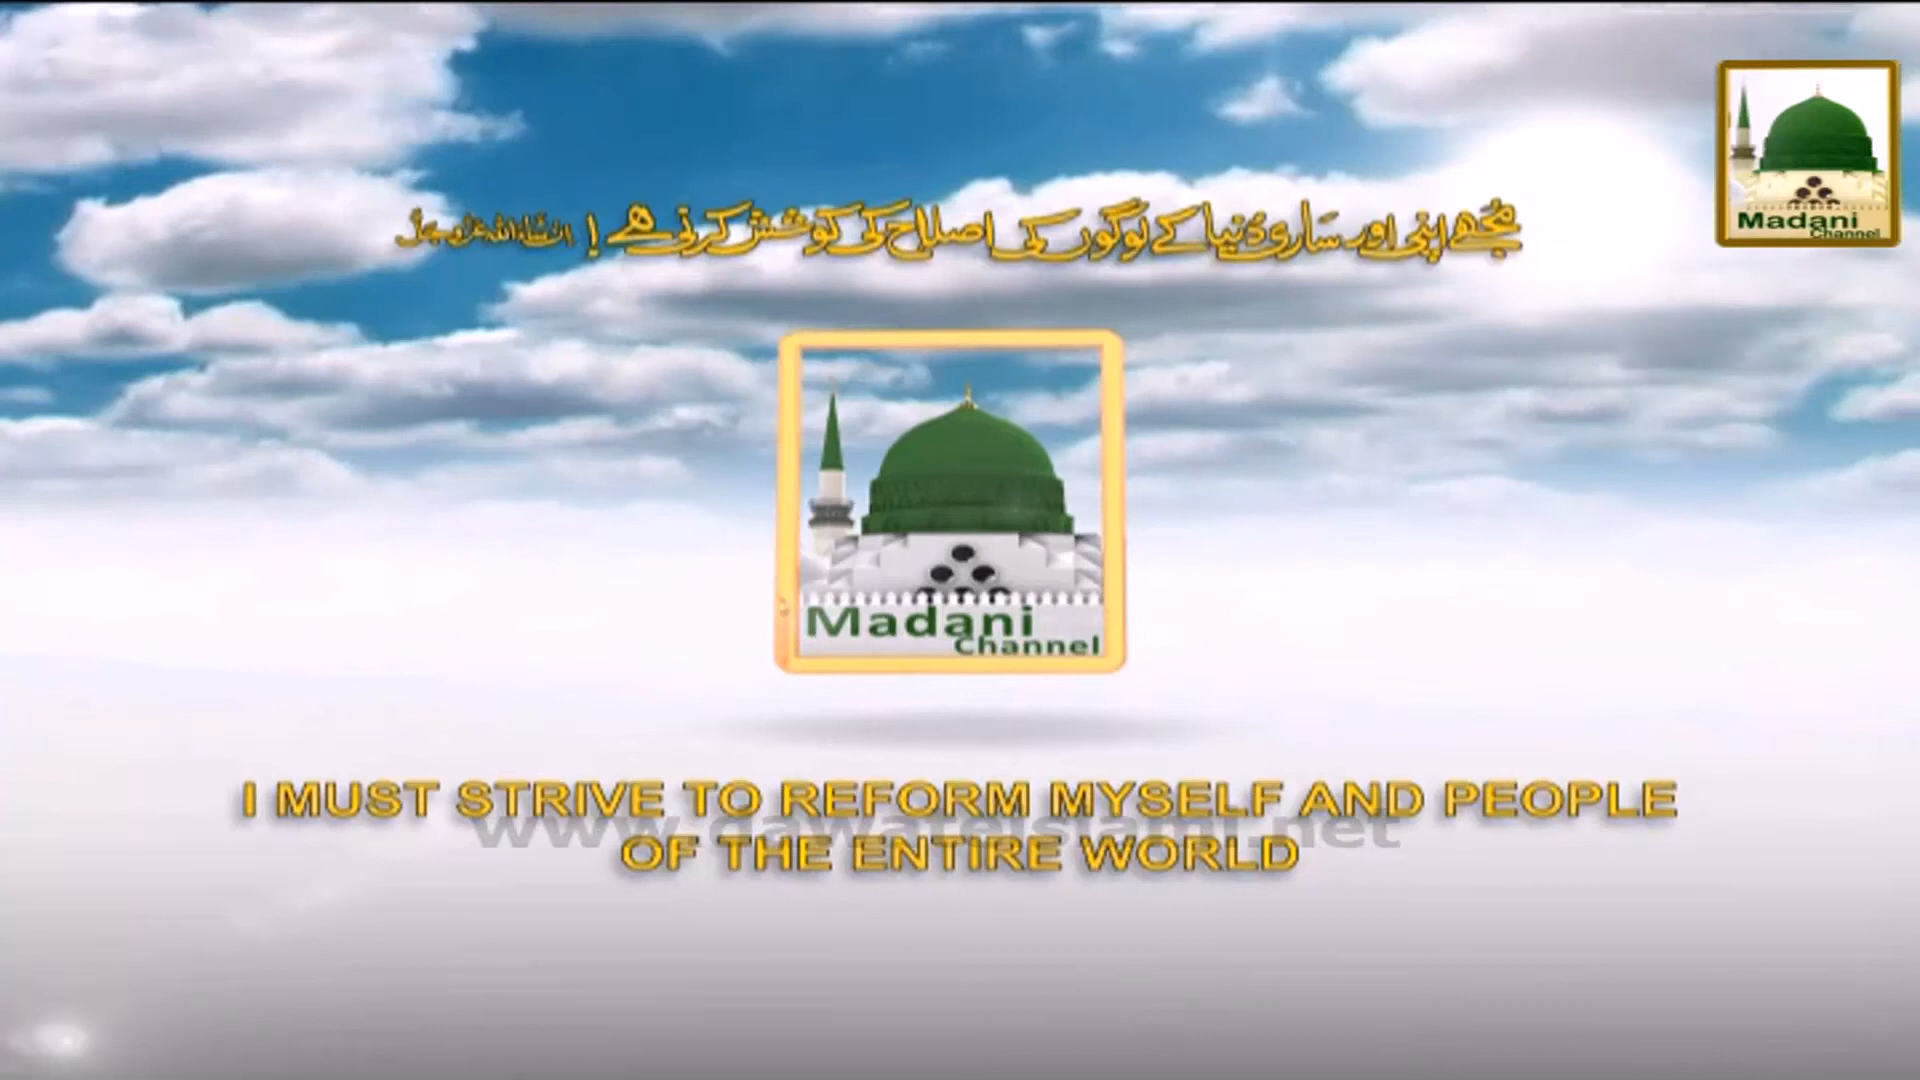 مجھے اپنی اور ساری دنیا کے لوگوں کی اصلاح کی کوشش کرنی ہے ! ان شاء اللہ عزوجل
Madani
Channel
Madani
Channel
I MUST STRIVE TO REFORM MYSELF AND PEOPLE
www.dawateislami.net
OF THE ENTIRE WORLD